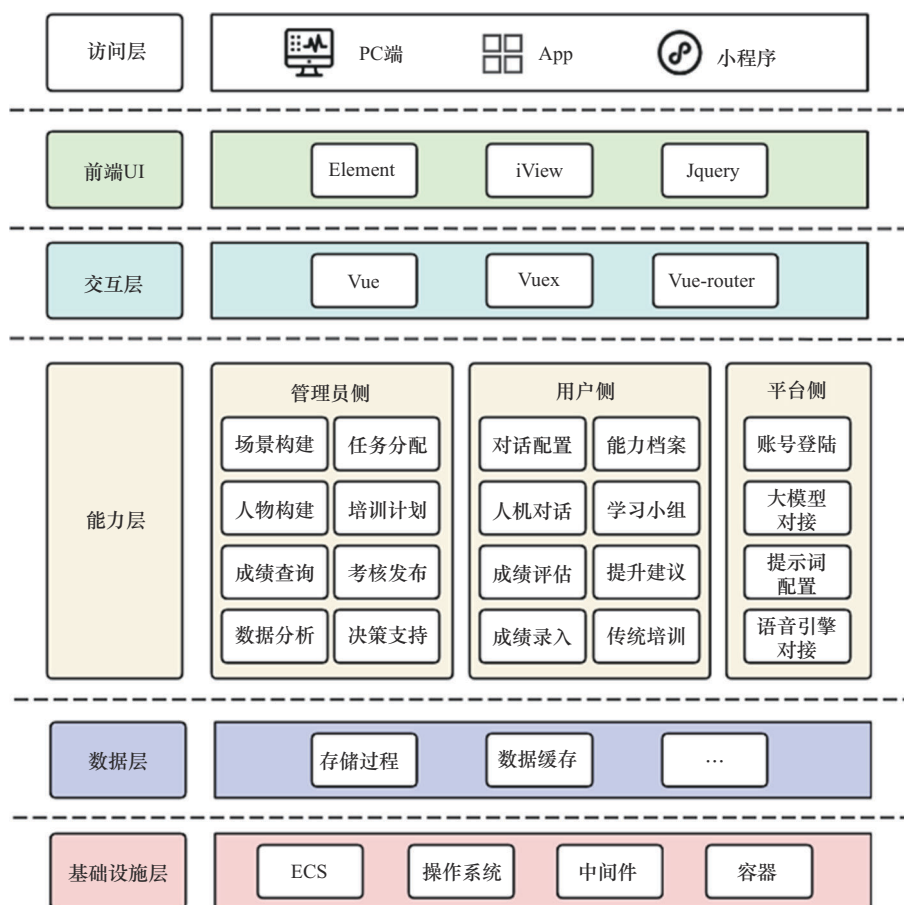 访问层
PC端
App
小程序
前端UI
Element
iView
Jquery
交互层
Vue
Vuex
Vue-router
能力层
管理员侧
场景构建
任务分配
人物构建
培训计划
成绩查询
考核发布
数据分析
决策支持
用户侧
对话配置
能力档案
人机对话
学习小组
成绩评估
提升建议
成绩录入
传统培训
平台侧
账号登陆
大模型
对接
提示词
配置
语音引擎
对接
数据层
存储过程
数据缓存
…
基础设施层
ECS
操作系统
中间件
容器